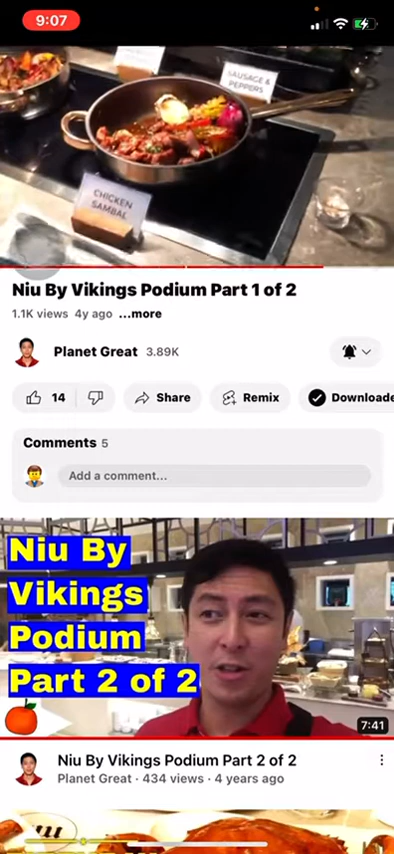 9:07
SAUSAGE &
PEPPERS
CHICKEN
SAMBAL
Niu By Vikings Podium Part 1 of 2
1.1K views 4y ago ...more
Planet Great 3.89K
14 Share Remix Downloade
Comments 5
Add a comment...
Niu By
Vikings
Podium
Part 2 of 2
7:41
Niu By Vikings Podium Part 2 of 2
Planet Great · 434 views · 4 years ago